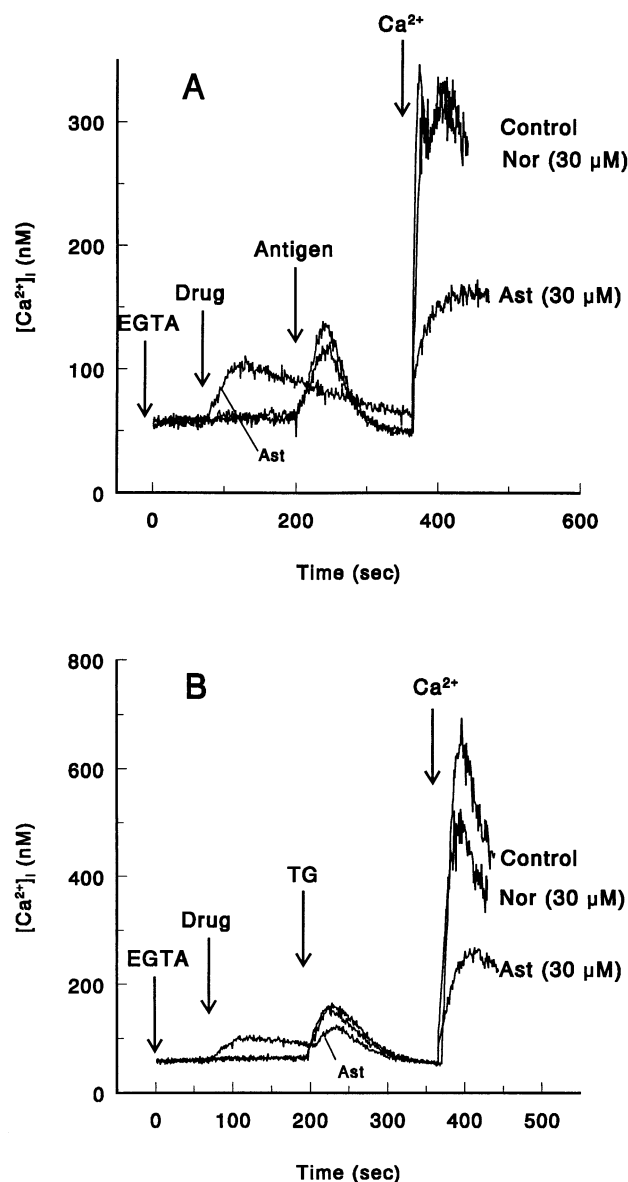 Ca²⁺
A
300
Control
Nor (30 µM)
Antigen
Drug
200
EGTA
Ast (30 µM)
[Ca²⁺]ᵢ (nM)
100
Ast
0
0 200 400 600
Time (sec)
800
B
Ca²⁺
600
TG
400
Control
Drug
Nor (30 µM)
EGTA
Ast (30 µM)
[Ca²⁺]ᵢ (nM)
200
Ast
0
0 100 200 300 400 500
Time (sec)